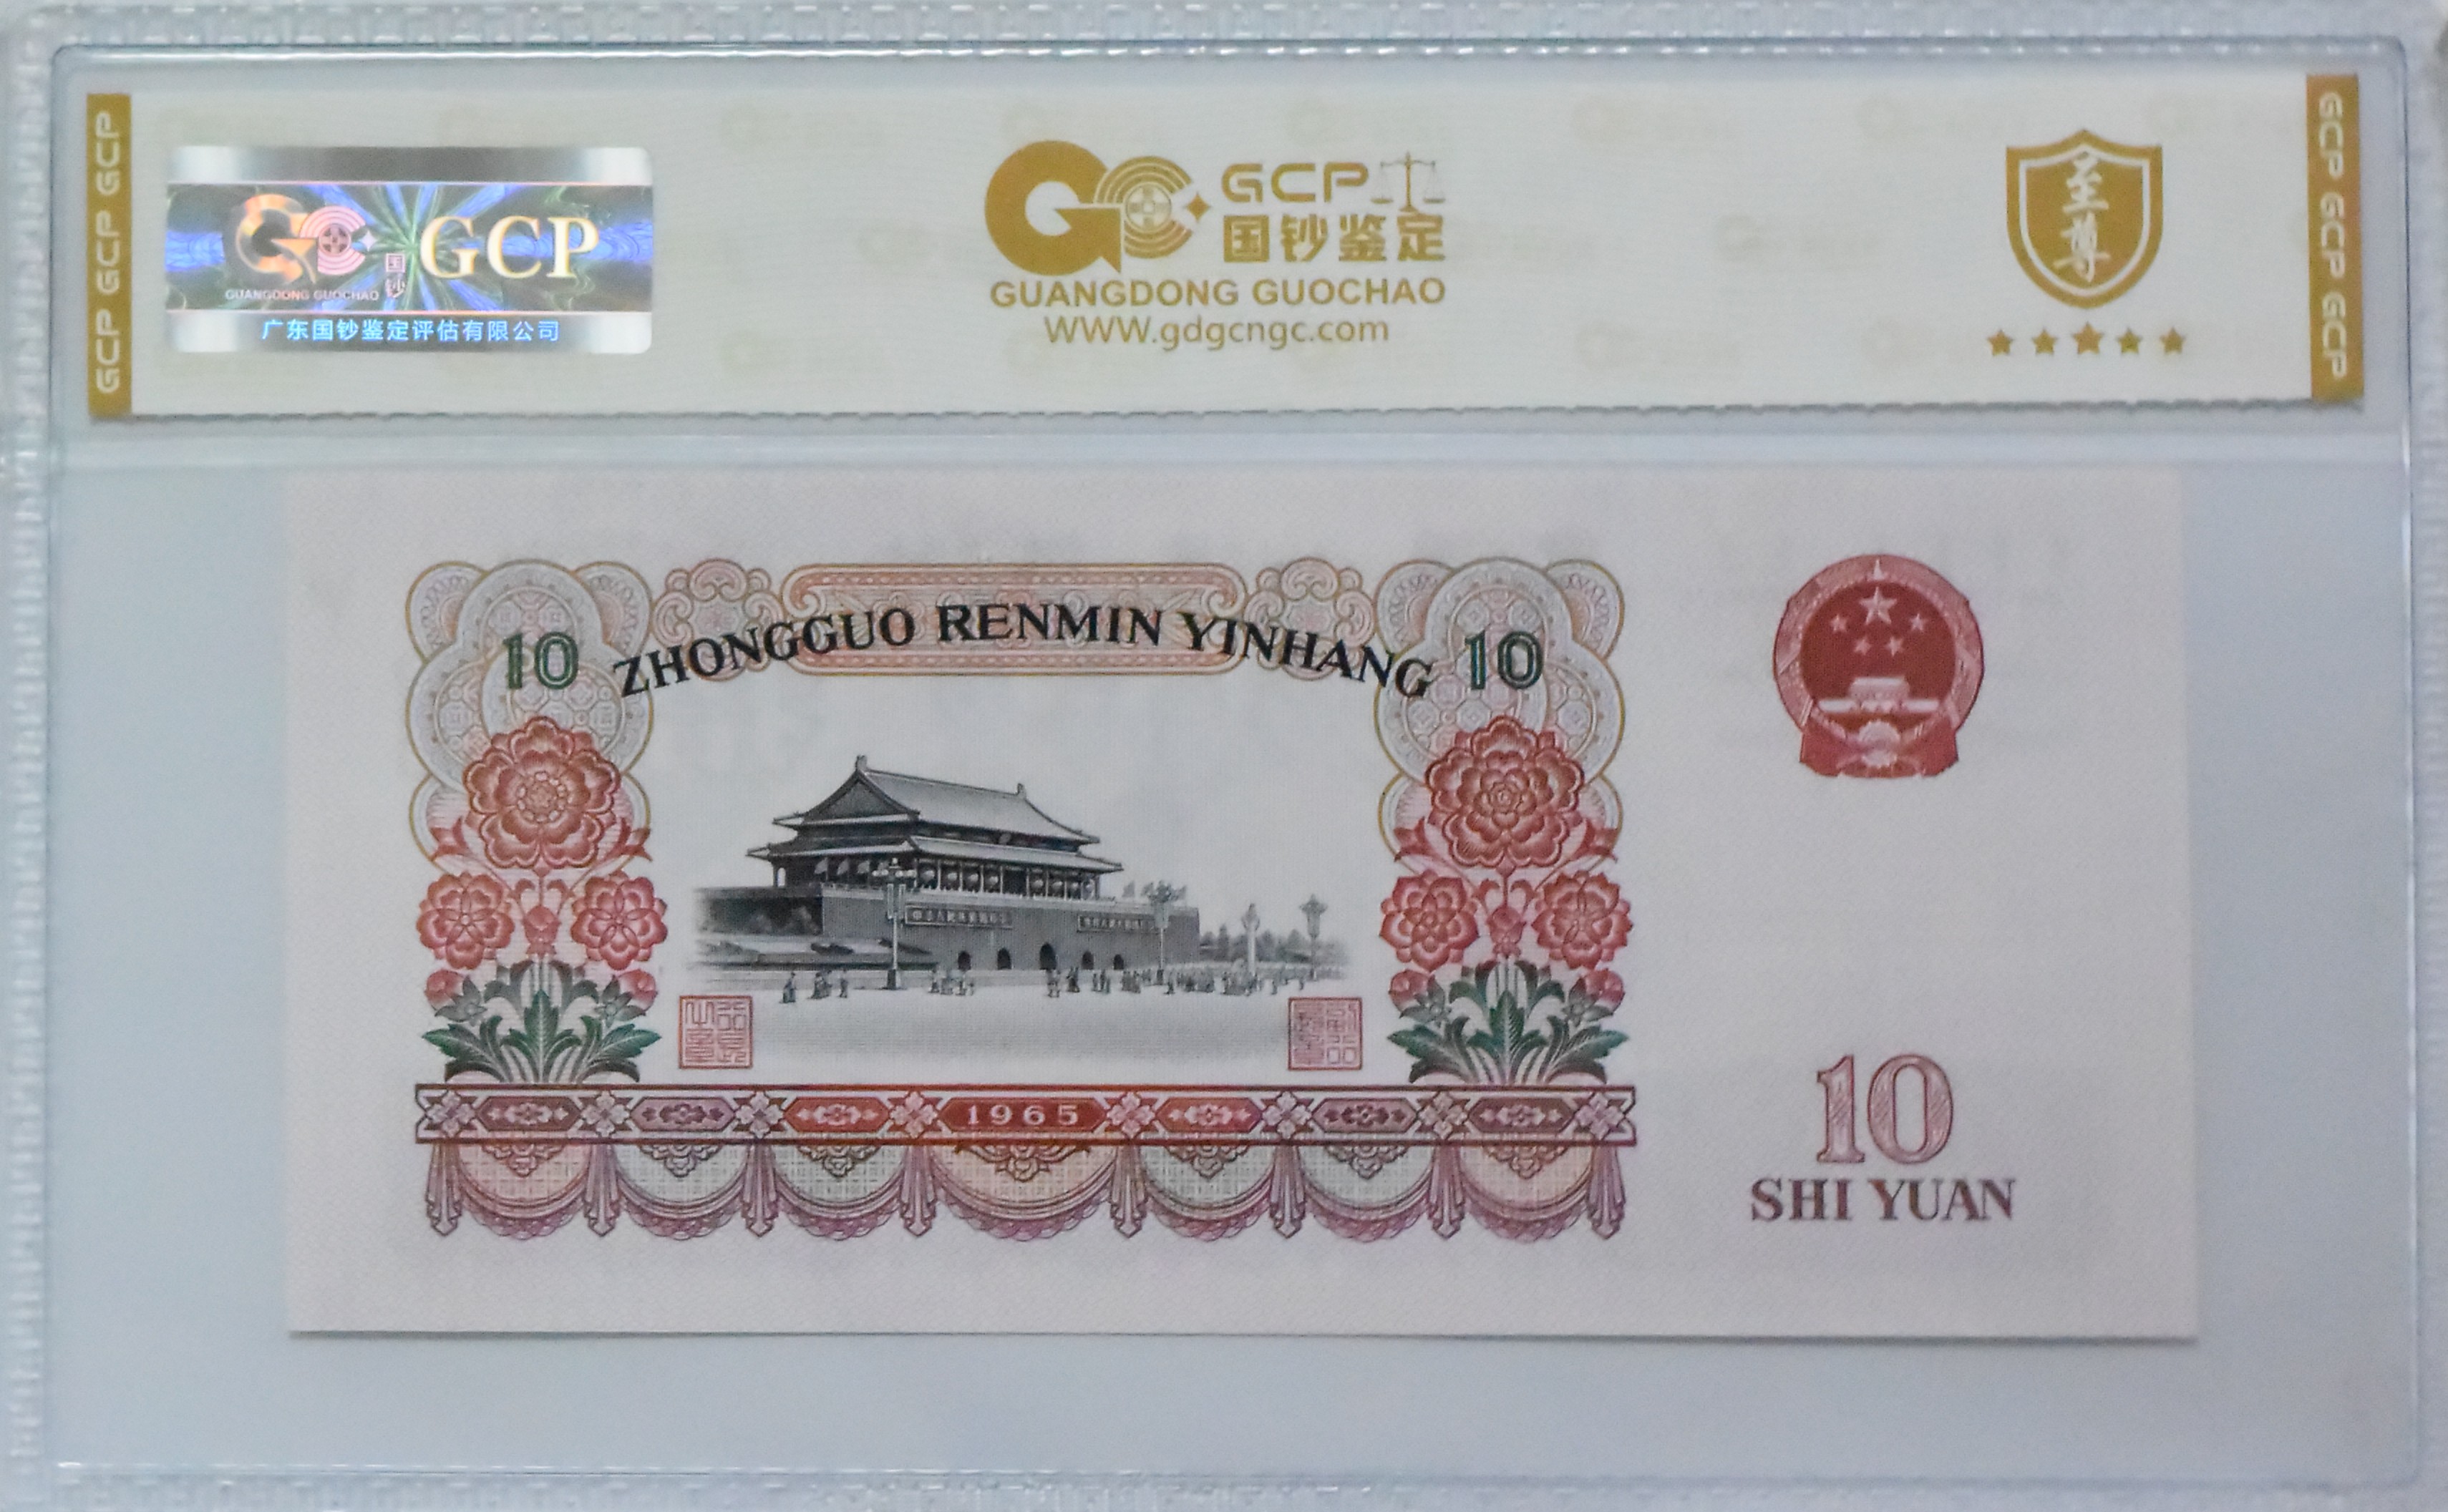 GCP GCP GCP
国钞
GCP
GUANGDONG GUOCHAO
广东国钞鉴定评估有限公司
GCP
国钞鉴定
GUANGDONG GUOCHAO
WWW.gdgcngc.com
至尊
GCP GCP GCP
10 ZHONGGUO RENMIN YINHANG 10
1965
10
SHI YUAN